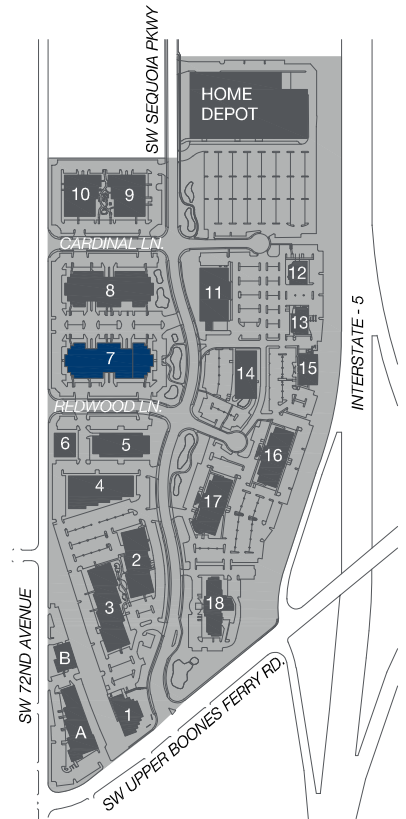 SW SEQUOIA PKWY
HOME
DEPOT
10
9
CARDINAL LN.
8
11
12
13
INTERSTATE - 5
7
14
15
REDWOOD LN.
6
5
16
4
17
2
3
18
SW 72ND AVENUE
B
A
1
SW UPPER BOONES FERRY RD.